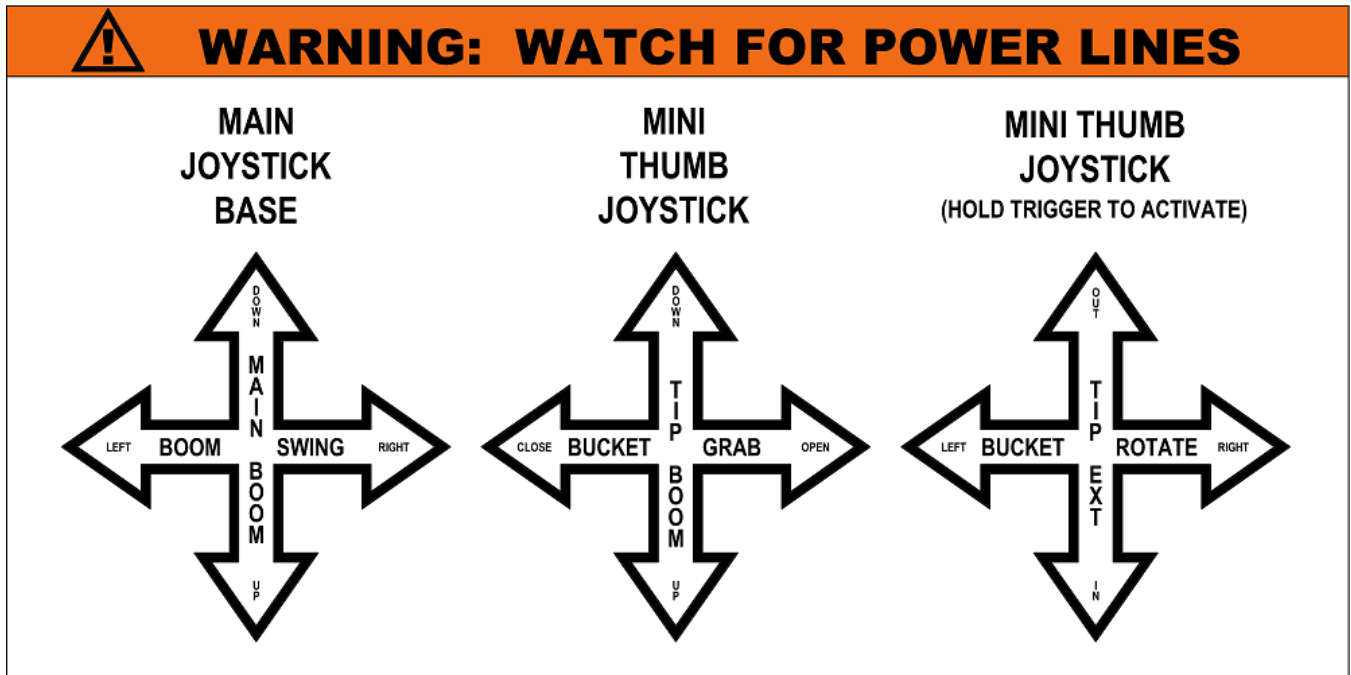 WARNING: WATCH FOR POWER LINES
MAIN
JOYSTICK
BASE
DOWN
MAIN BOOM
LEFT BOOM SWING RIGHT
UP
MINI
THUMB
JOYSTICK
DOWN
TIP BOOM
CLOSE BUCKET GRAB OPEN
UP
MINI THUMB
JOYSTICK
(HOLD TRIGGER TO ACTIVATE)
OUT
TIP EXT
LEFT BUCKET ROTATE RIGHT
IN